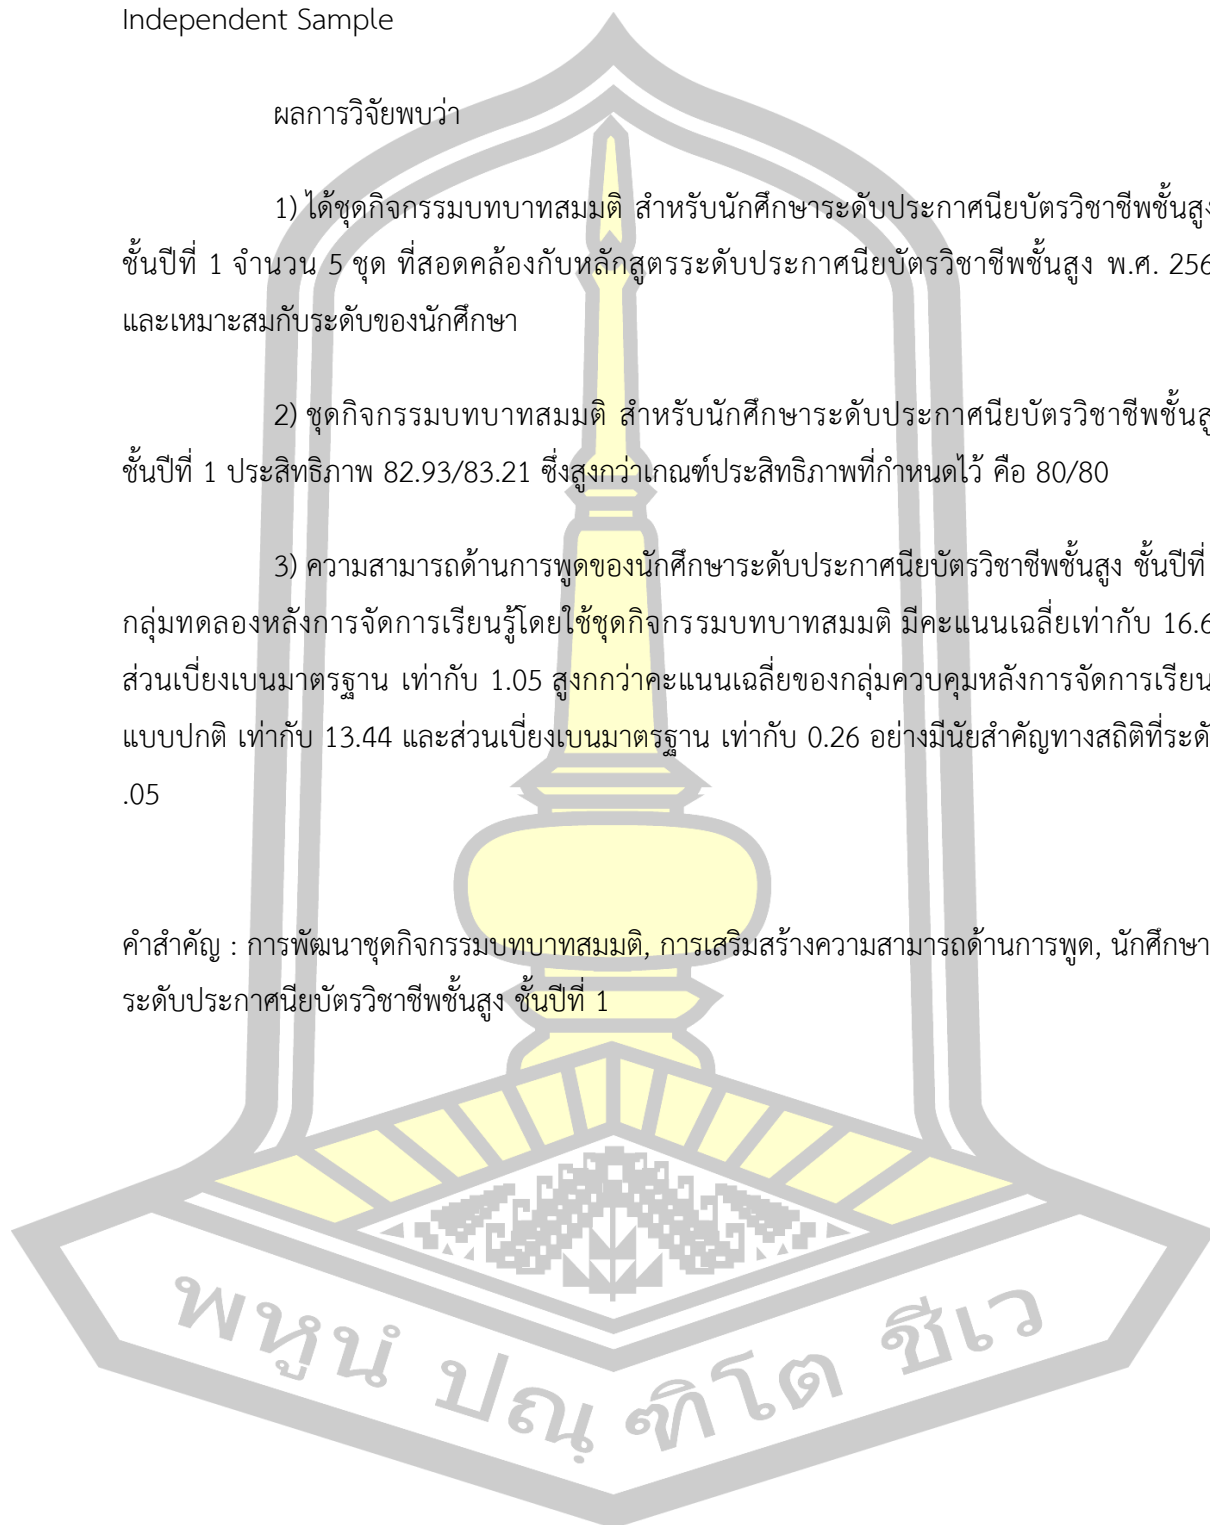 Independent Sample
ผลการวิจัยพบว่า
1) ได้ชุดกิจกรรมบทบาทสมมติ สำหรับนักศึกษาระดับประกาศนียบัตรวิชาชีพชั้นสูง
ชั้นปีที่ 1 จำนวน 5 ชุด ที่สอดคล้องกับหลักสูตรระดับประกาศนียบัตรวิชาชีพชั้นสูง พ.ศ. 256
และเหมาะสมกับระดับของนักศึกษา
2) ชุดกิจกรรมบทบาทสมมติ สำหรับนักศึกษาระดับประกาศนียบัตรวิชาชีพชั้นสู
ชั้นปีที่ 1 ประสิทธิภาพ 82.93/83.21 ซึ่งสูงกว่าเกณฑ์ประสิทธิภาพที่กำหนดไว้ คือ 80/80
3) ความสามารถด้านการพูดของนักศึกษาระดับประกาศนียบัตรวิชาชีพชั้นสูง ชั้นปีที่
กลุ่มทดลองหลังการจัดการเรียนรู้โดยใช้ชุดกิจกรรมบทบาทสมมติ มีคะแนนเฉลี่ยเท่ากับ 16.6
ส่วนเบี่ยงเบนมาตรฐาน เท่ากับ 1.05 สูงกกว่าคะแนนเฉลี่ยของกลุ่มควบคุมหลังการจัดการเรียน
แบบปกติ เท่ากับ 13.44 และส่วนเบี่ยงเบนมาตรฐาน เท่ากับ 0.26 อย่างมีนัยสำคัญทางสถิติที่ระดั
.05
คำสำคัญ : การพัฒนาชุดกิจกรรมบทบาทสมมติ, การเสริมสร้างความสามารถด้านการพูด, นักศึกษา
ระดับประกาศนียบัตรวิชาชีพชั้นสูง ชั้นปีที่ 1
พหูนํ ปณฺฑิโต ชีเว